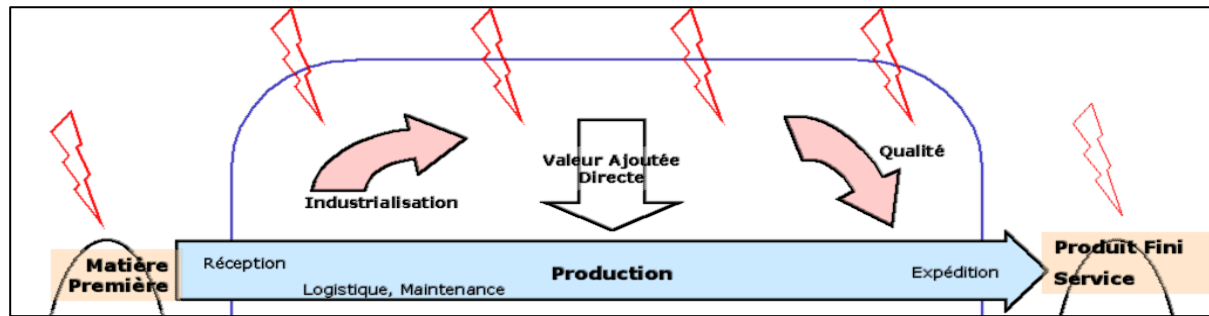 Valeur Ajoutée
Directe
Qualité
Industrialisation
Matière
Première
Réception
Logistique, Maintenance
Production
Expédition
Produit Fini
Service